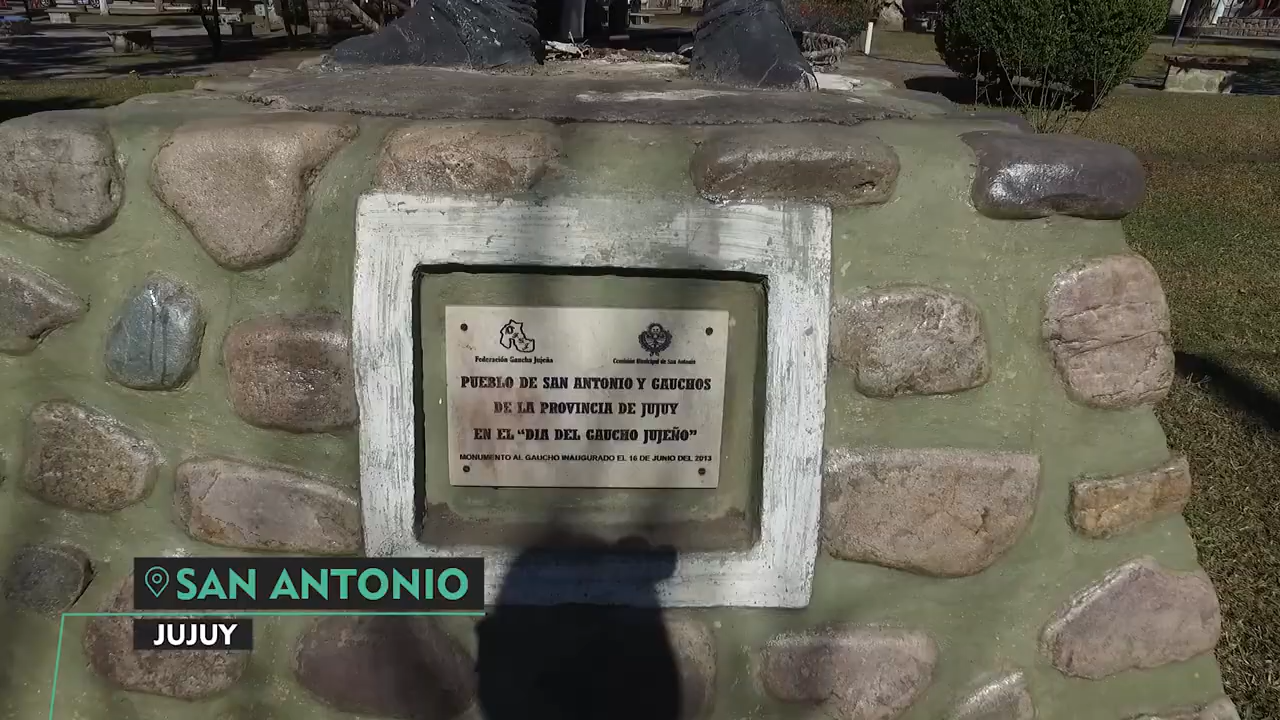 Federación Gaucha Jujeña
Comisión Municipal de San Antonio
PUEBLO DE SAN ANTONIO Y GAUCHOS
DE LA PROVINCIA DE JUJUY
EN EL “DIA DEL GAUCHO JUJEÑO”
MONUMENTO AL GAUCHO INAUGURADO EL 16 DE JUNIO DEL 2013
SAN ANTONIO
JUJUY